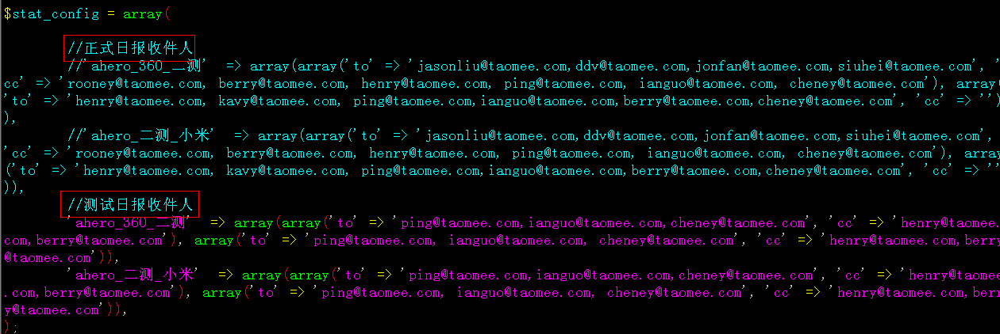 $stat_config = array(
//正式日报收件人
//'ahero_360_二测' => array(array('to' => 'jasonliu@taomee.com,ddv@taomee.com,jonfan@taomee.com,siuhei@taomee.com', '
cc' => 'rooney@taomee.com, berry@taomee.com, henry@taomee.com, ping@taomee.com, ianguo@taomee.com, cheney@taomee.com'), array(
'to' => 'henry@taomee.com, kavy@taomee.com, ping@taomee.com,ianguo@taomee.com,berry@taomee.com,cheney@taomee.com', 'cc' => '')
),
//'ahero_二测_小米' => array(array('to' => 'jasonliu@taomee.com,ddv@taomee.com,jonfan@taomee.com,siuhei@taomee.com',
'cc' => 'rooney@taomee.com, berry@taomee.com, henry@taomee.com, ping@taomee.com, ianguo@taomee.com, cheney@taomee.com'), array
('to' => 'henry@taomee.com, kavy@taomee.com, ping@taomee.com,ianguo@taomee.com,berry@taomee.com,cheney@taomee.com', 'cc' => ''
)),
//测试日报收件人
'ahero_360_二测' => array(array('to' => 'ping@taomee.com,ianguo@taomee.com,cheney@taomee.com', 'cc' => 'henry@taomee.
com,berry@taomee.com'), array('to' => 'ping@taomee.com, ianguo@taomee.com, cheney@taomee.com', 'cc' => 'henry@taomee.com,berry
@taomee.com')),
'ahero_二测_小米' => array(array('to' => 'ping@taomee.com,ianguo@taomee.com,cheney@taomee.com', 'cc' => 'henry@taomee
.com,berry@taomee.com'), array('to' => 'ping@taomee.com, ianguo@taomee.com, cheney@taomee.com', 'cc' => 'henry@taomee.com,ber
y@taomee.com')),
);